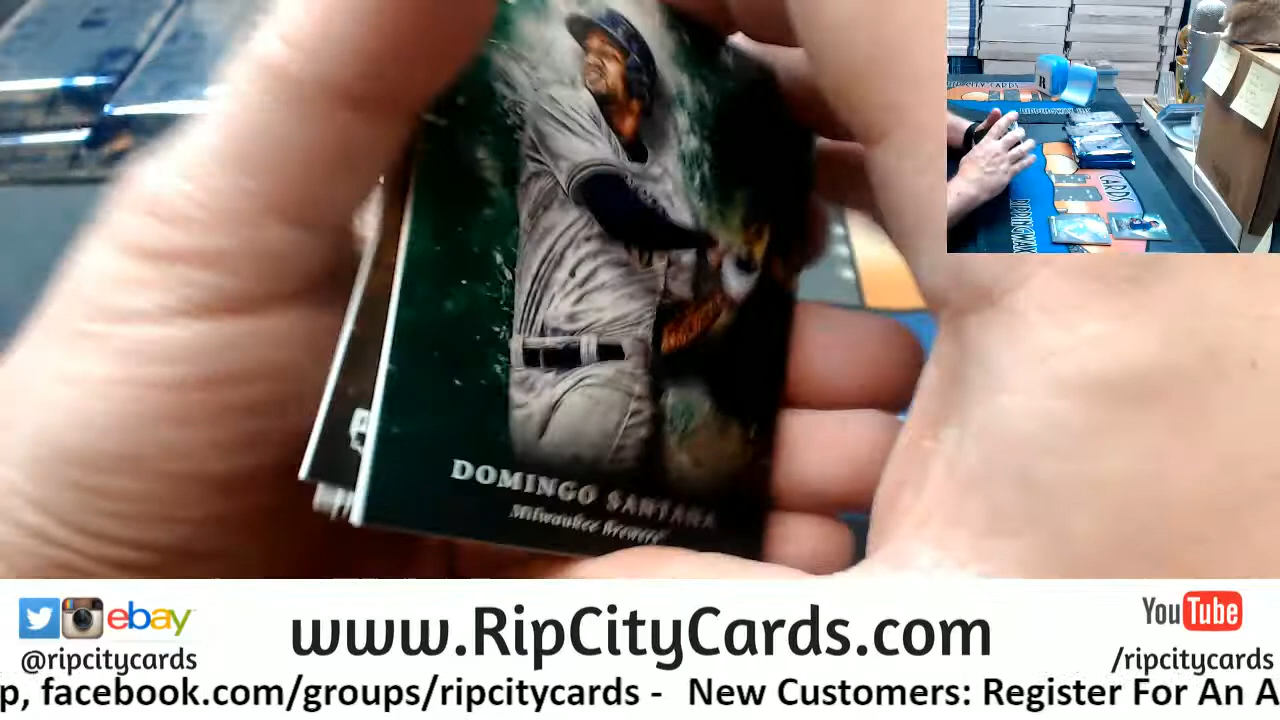 DOMINGO SANTANA
Milwaukee Brewers
CARDS
ebay
@ripcitycards
www.RipCityCards.com
YouTube
/ripcitycards
p, facebook.com/groups/ripcitycards - New Customers: Register For An A